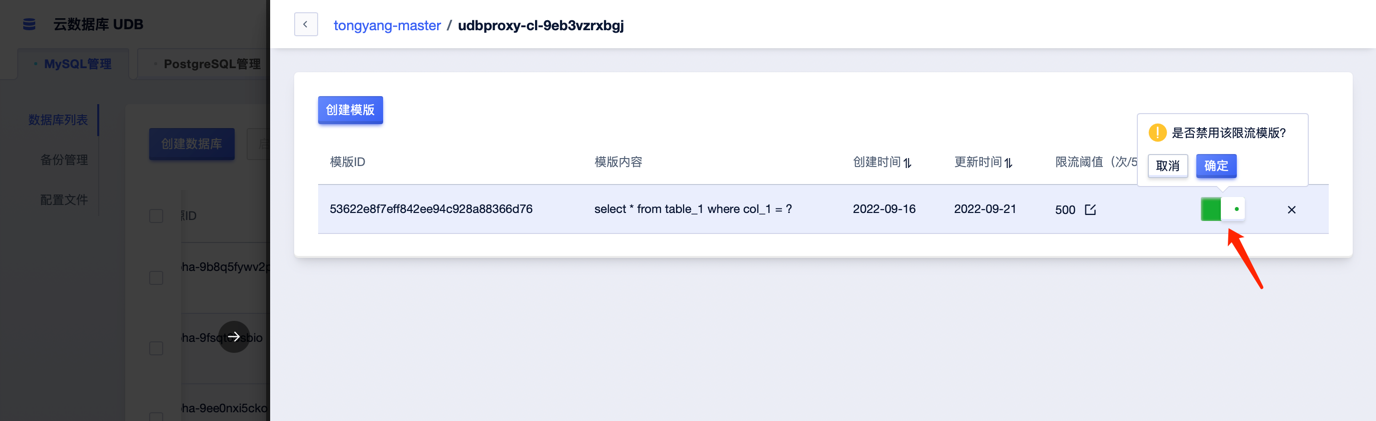 云数据库 UDB
tongyang-master / udbproxy-cl-9eb3vzrxbgj
MySQL管理
PostgreSQL管理
数据库列表
备份管理
配置文件
创建数据库
创建模版
是否禁用该限流模版?
取消 确定
模版ID 模版内容 创建时间 更新时间 限流阈值（次/5
53622e8f7eff842ee94c928a88366d76 select * from table_1 where col_1 = ? 2022-09-16 2022-09-21 500
ID
ha-9b8q5fywv2p
ha-9ee0nxi5cko